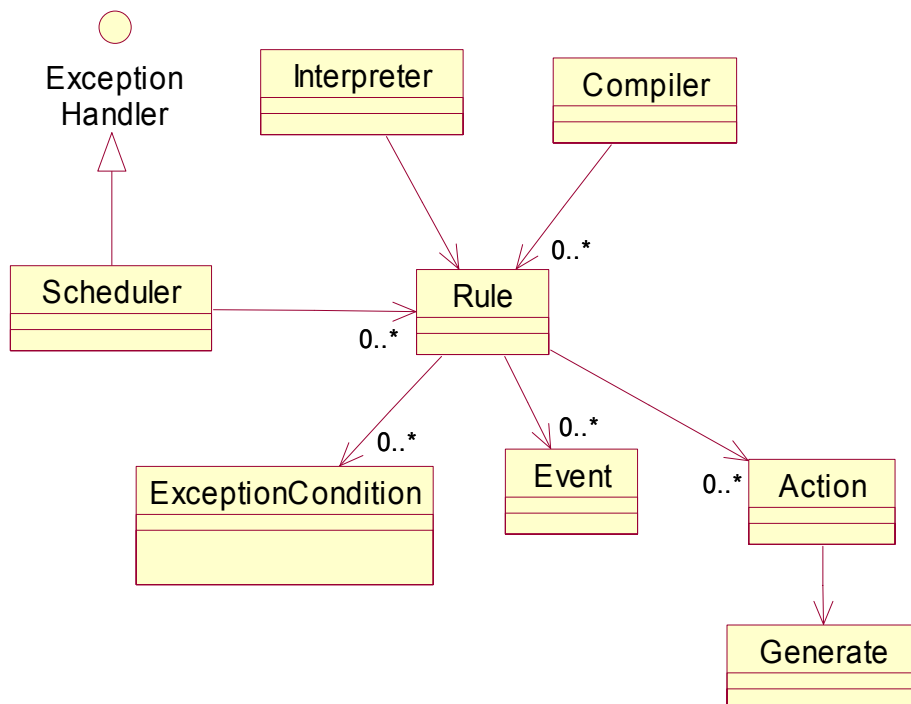 Exception
Handler
Interpreter
Compiler
0..*
Scheduler
Rule
0..*
0..*
0..*
ExceptionCondition
Event
0..*
Action
Generate